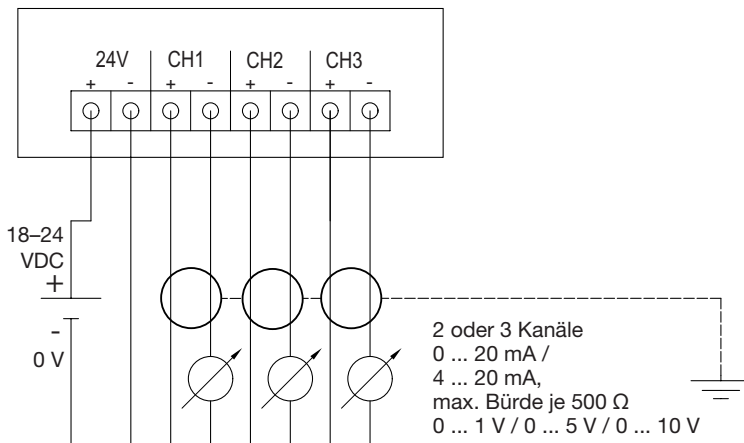 24V CH1 CH2 CH3
+ - + - + - + -
18–24
VDC
+
-
0 V
2 oder 3 Kanäle
0 ... 20 mA /
4 ... 20 mA,
max. Bürde je 500 Ω
0 ... 1 V / 0 ... 5 V / 0 ... 10 V